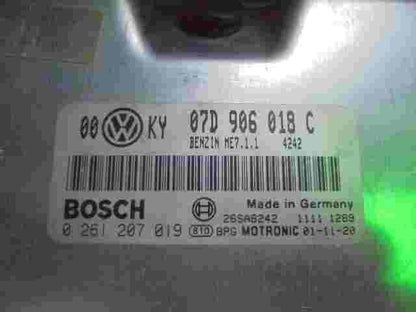 00 KY 07D 906 018 C
BENZIN ME7.1.1 4242
BOSCH Made in Germany
26SA6242 1111 1289
0 261 207 019 BPG MOTRONIC 01-11-20